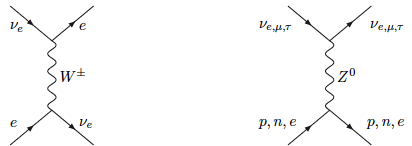 ν_e e
W^±
e ν_e
ν_{e,μ,τ} ν_{e,μ,τ}
Z^0
p, n, e p, n, e